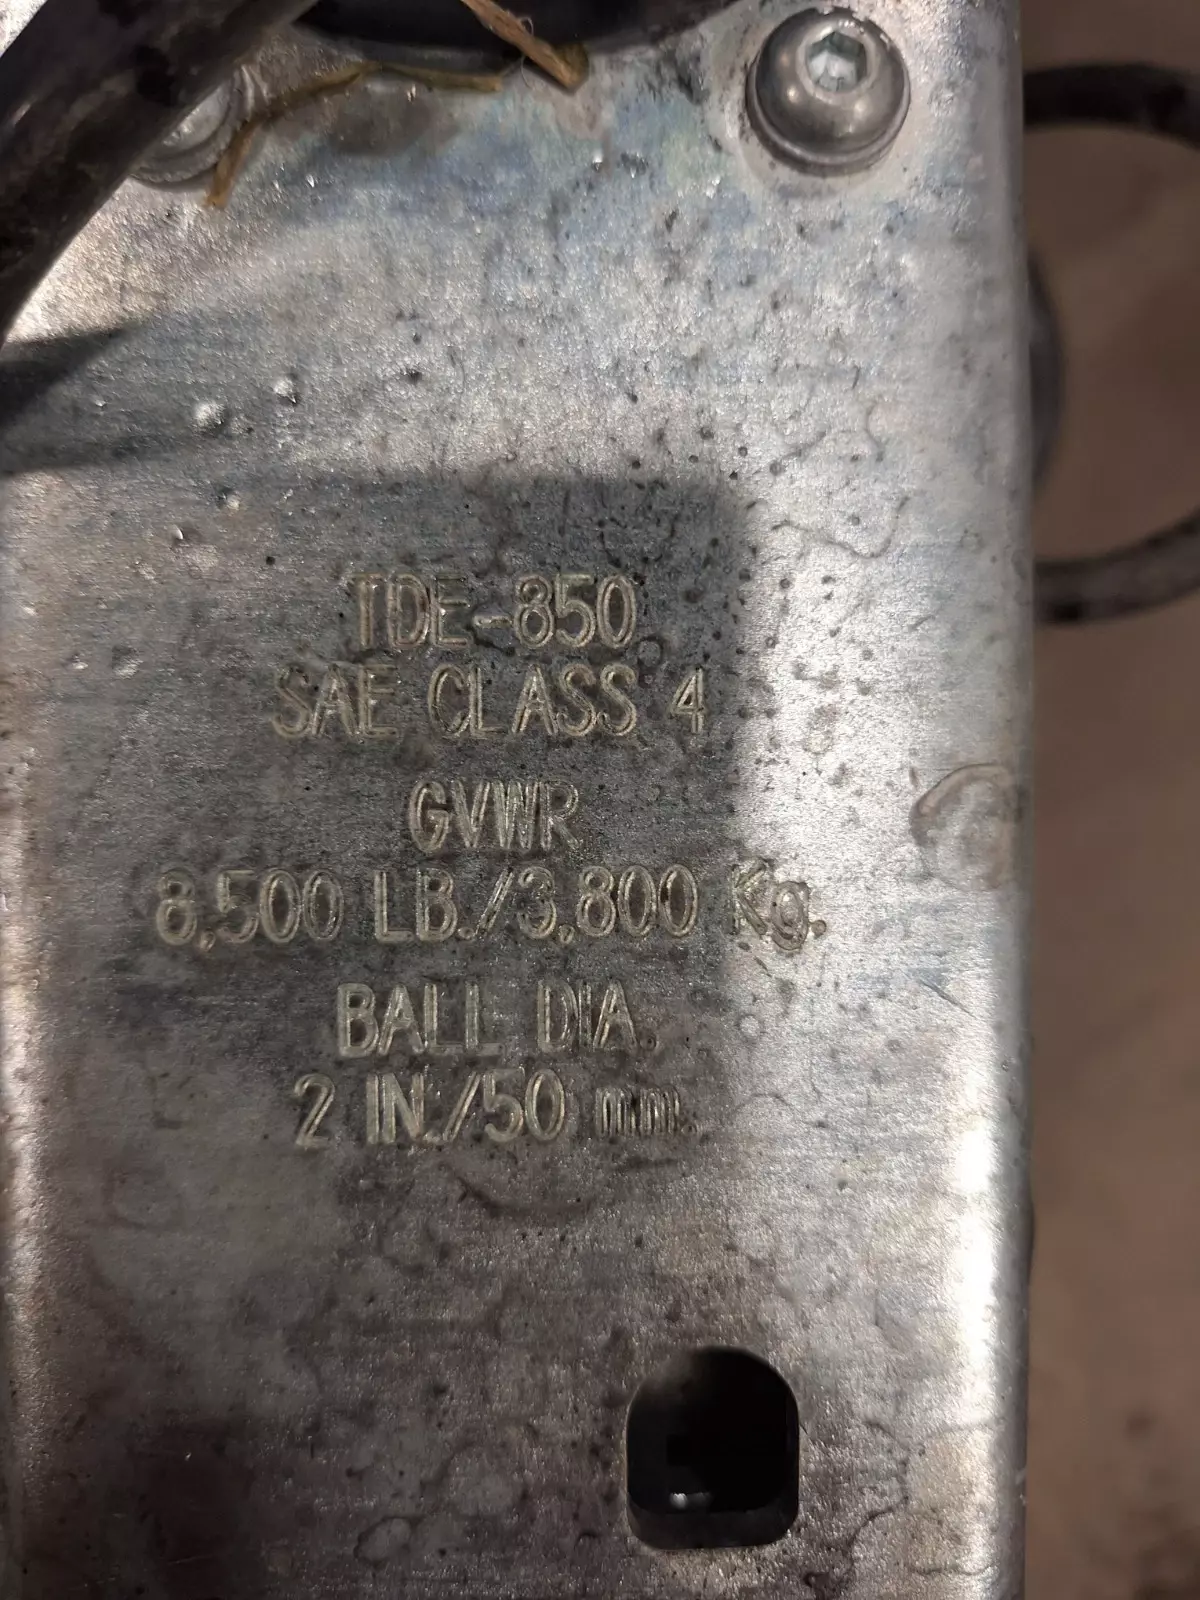 TDE-850
SAE CLASS 4
GVWR
8,500 LB./3,800 Kg.
BALL DIA.
2 IN./50 mm.